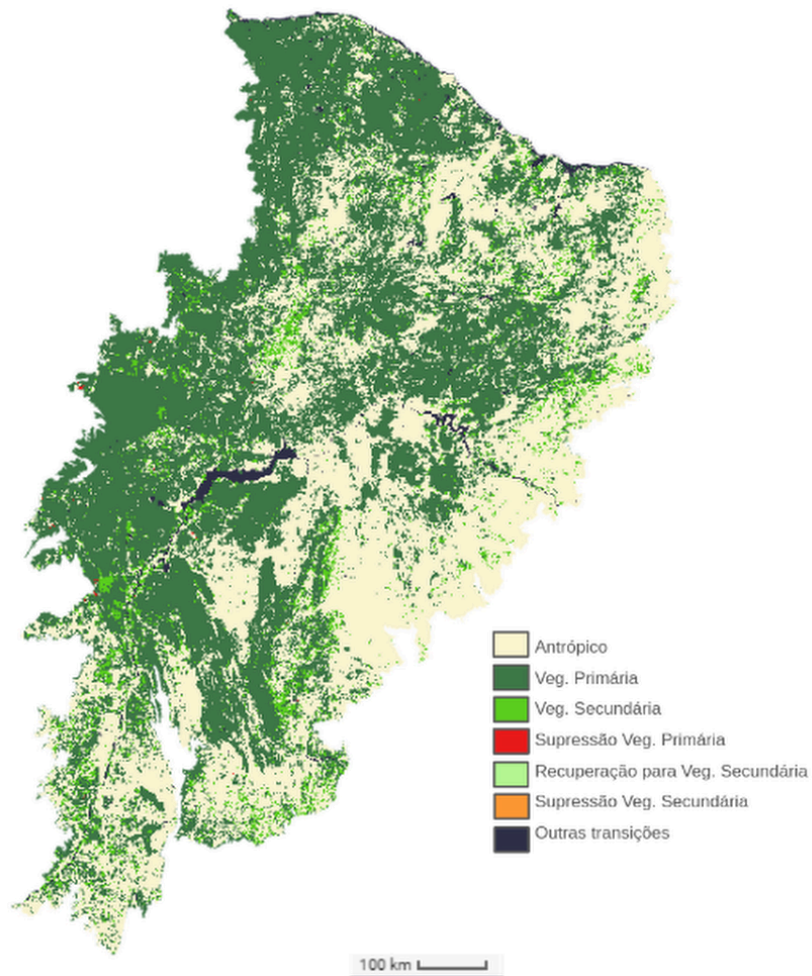 Antrópico
Veg. Primária
Veg. Secundária
Supressão Veg. Primária
Recuperação para Veg. Secundária
Supressão Veg. Secundária
Outras transições
100 km